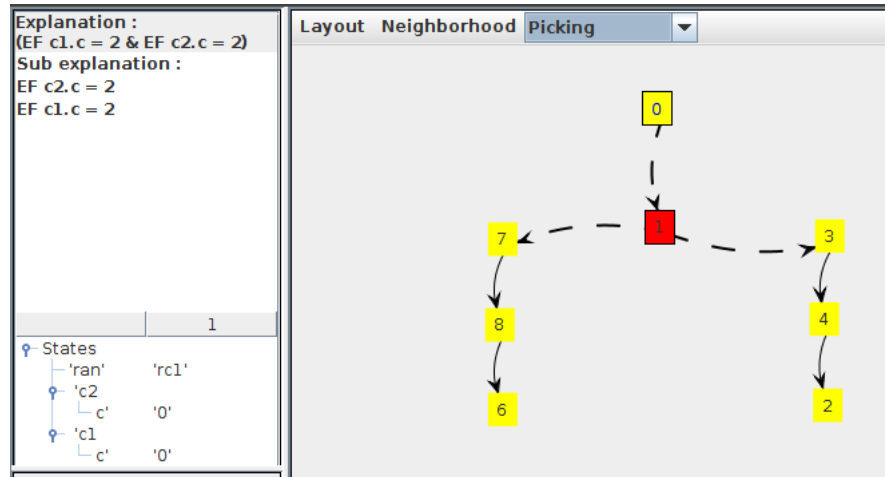 Explanation :
(EF c1.c = 2 & EF c2.c = 2)
Sub explanation :
EF c2.c = 2
EF c1.c = 2
1
States
'ran' 'rc1'
'c2
c' '0'
'c1
c' '0'
Layout Neighborhood Picking
0
1
7
3
8
4
6
2